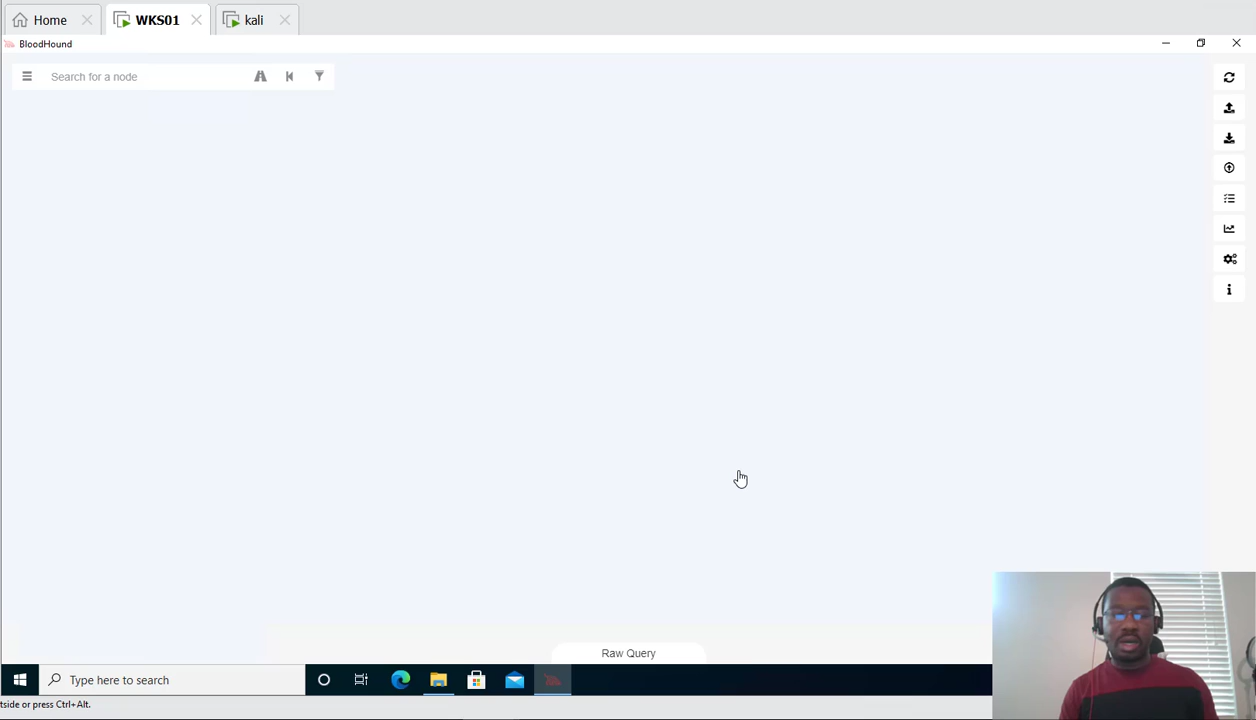 Home
WKS01
kali
BloodHound
Search for a node
Raw Query
Type here to search
tside or press Ctrl+Alt.